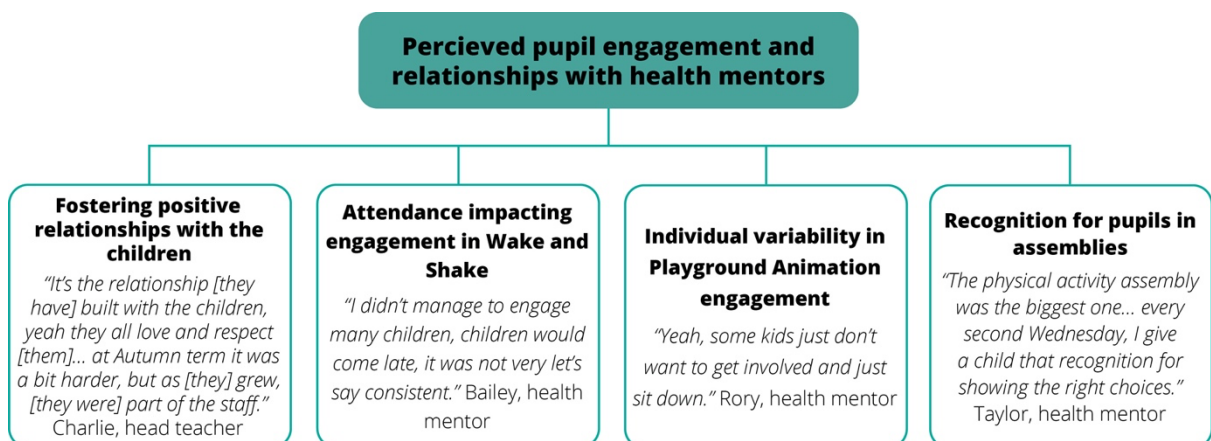 Percieved pupil engagement and
relationships with health mentors
Fostering positive
relationships with the
children
“It’s the relationship [they
have] built with the children,
yeah they all love and respect
[them]... at Autumn term it was
a bit harder, but as [they] grew,
[they were] part of the staff.”
Charlie, head teacher
Attendance impacting
engagement in Wake and
Shake
“I didn’t manage to engage
many children, children would
come late, it was not very let’s
say consistent.” Bailey, health
mentor
Individual variability in
Playground Animation
engagement
“Yeah, some kids just don’t
want to get involved and just
sit down.” Rory, health mentor
Recognition for pupils in
assemblies
“The physical activity assembly
was the biggest one... every
second Wednesday, I give
a child that recognition for
showing the right choices.”
Taylor, health mentor